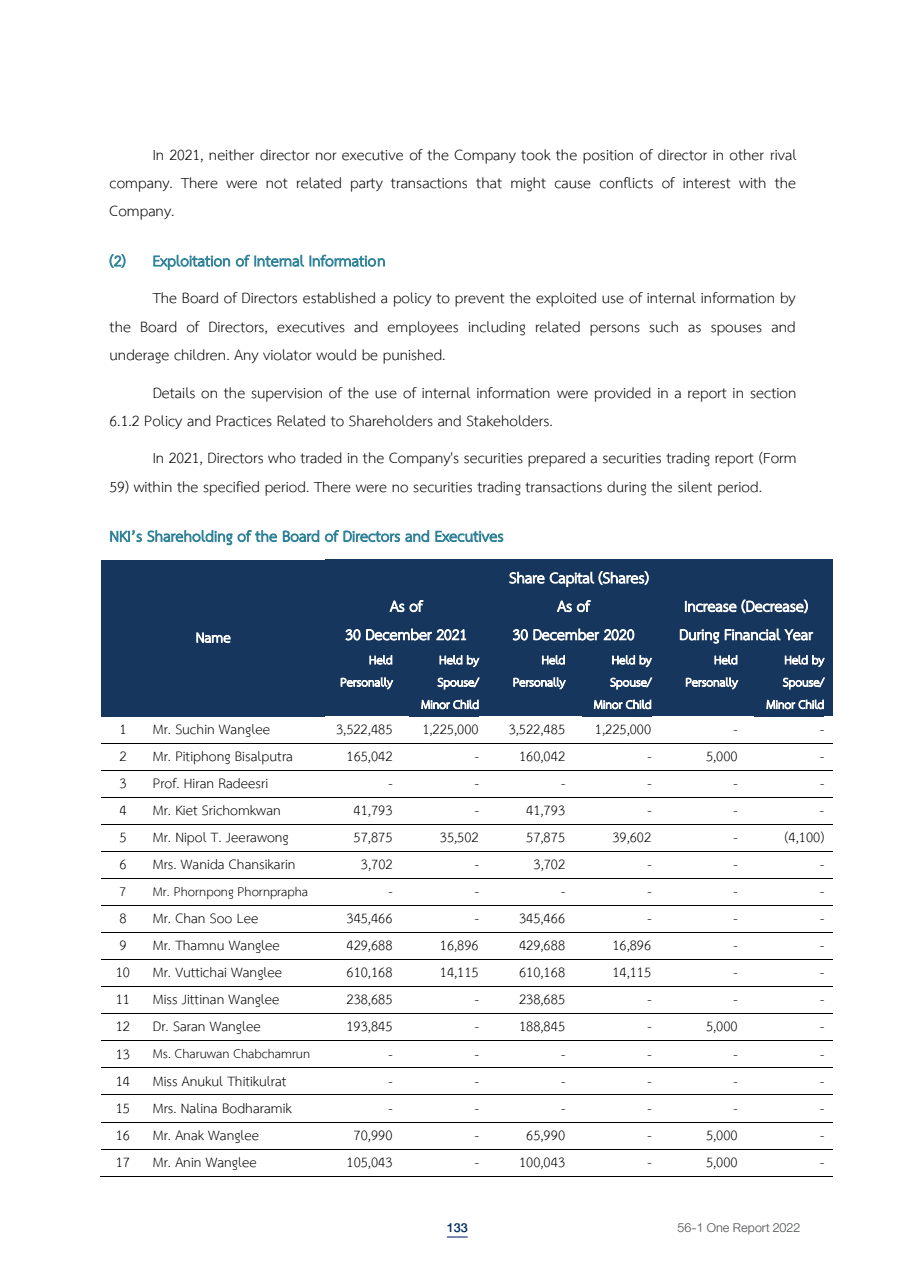 In 2021, neither director nor executive of the Company took the position of director in other rival
company. There were not related party transactions that might cause conflicts of interest with the
Company.
(2) Exploitation of Internal Information
The Board of Directors established a policy to prevent the exploited use of internal information by
the Board of Directors, executives and employees including related persons such as spouses and
underage children. Any violator would be punished.
Details on the supervision of the use of internal information were provided in a report in section
6.1.2 Policy and Practices Related to Shareholders and Stakeholders.
In 2021, Directors who traded in the Company's securities prepared a securities trading report (Form
59) within the specified period. There were no securities trading transactions during the silent period.
NKI's Shareholding of the Board of Directors and Executives
Share Capital (Shares)
As of As of Increase (Decrease)
Name 30 December 2021 30 December 2020 During Financial Year
Held Held by Held Held by Held Held by
Personally Spouse/ Personally Spouse/ Personally Spouse/
Minor Child Minor Child Minor Child
1 Mr. Suchin Wanglee 3,522,485 1,225,000 3,522,485 1,225,000 - -
2 Mr. Pitiphong Bisalputra 165,042 - 160,042 - 5,000 -
3 Prof. Hiran Radeesri - - - - - -
4 Mr. Kiet Srichomkwan 41,793 - 41,793 - - -
5 Mr. Nipol T. Jeerawong 57,875 35,502 57,875 39,602 - (4,100)
6 Mrs. Wanida Chansikarin 3,702 - 3,702 - - -
7 Mr. Phornpong Phornprapha - - - - - -
8 Mr. Chan Soo Lee 345,466 - 345,466 - - -
9 Mr. Thamnu Wanglee 429,688 16,896 429,688 16,896 - -
10 Mr. Vuttichai Wanglee 610,168 14,115 610,168 14,115 - -
11 Miss Jittinan Wanglee 238,685 - 238,685 - - -
12 Dr. Saran Wanglee 193,845 - 188,845 - 5,000 -
13 Ms. Charuwan Chabchamrun - - - - - -
14 Miss Anukul Thitikulrat - - - - - -
15 Mrs. Nalina Bodharamik - - - - - -
16 Mr. Anak Wanglee 70,990 - 65,990 - 5,000 -
17 Mr. Anin Wanglee 105,043 - 100,043 - 5,000 -
133 56-1 One Report 2022